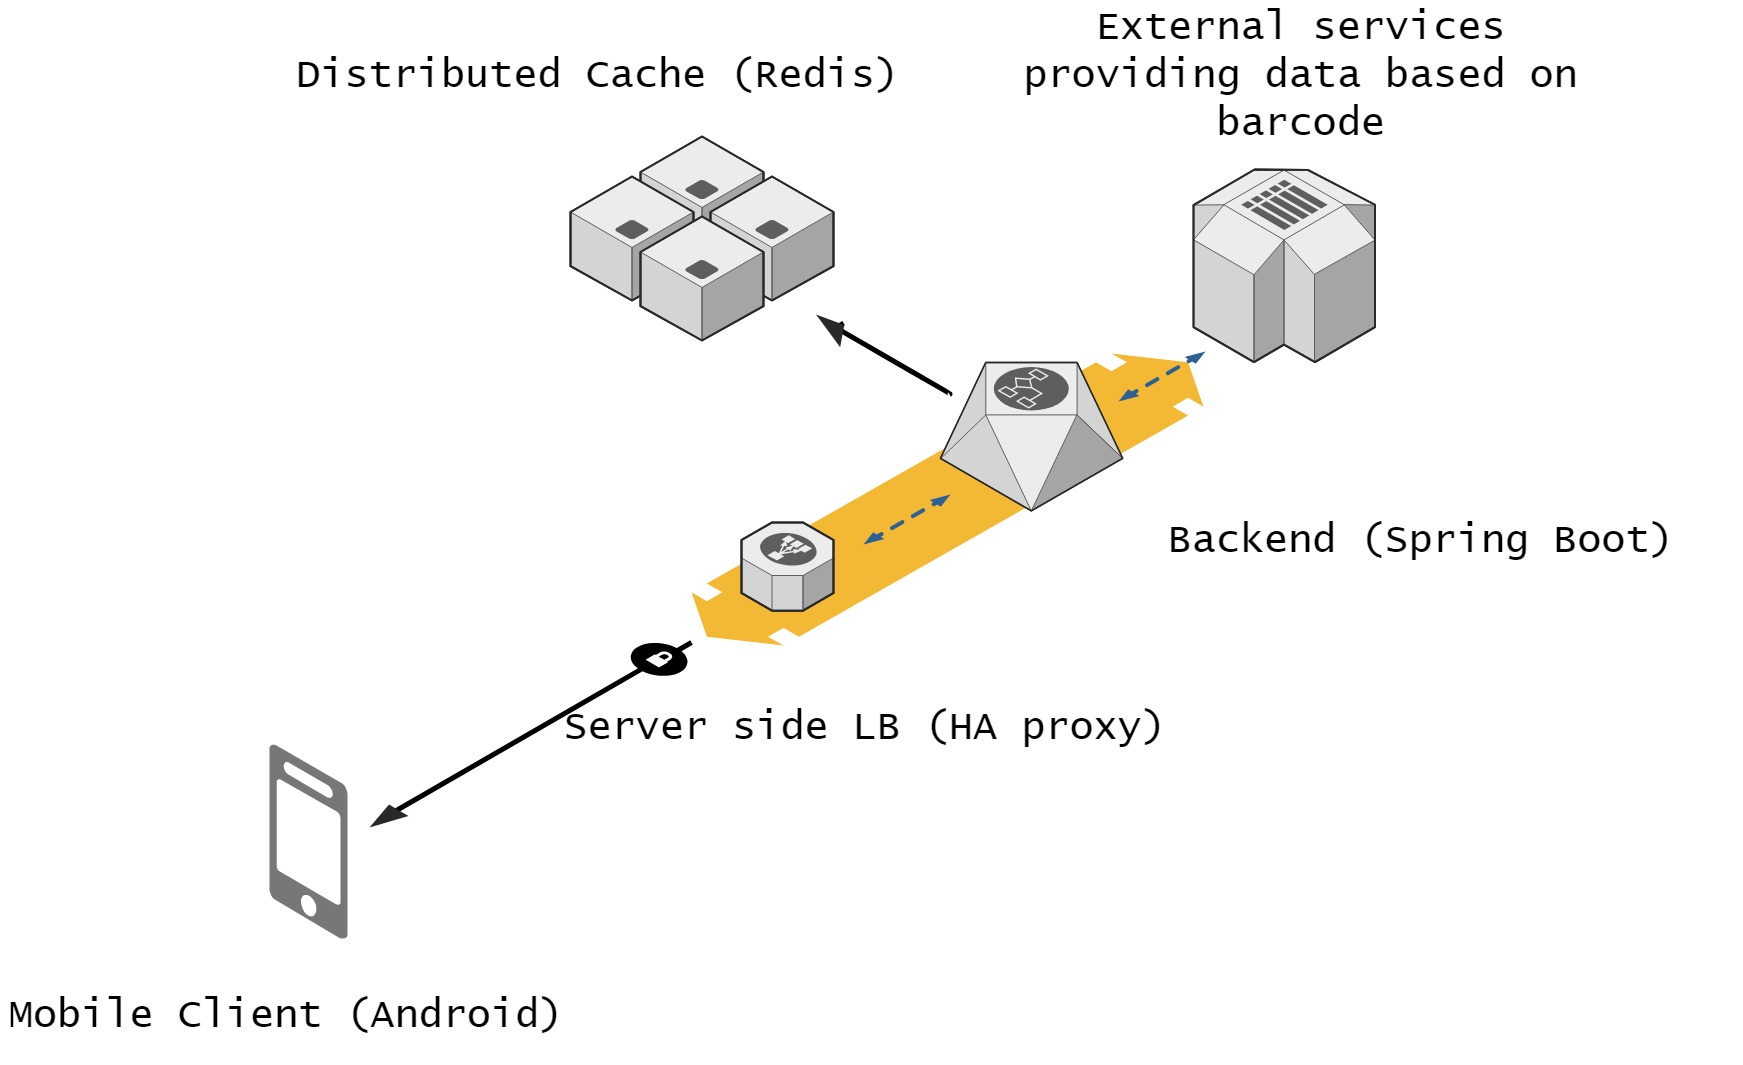 External services
providing data based on
barcode
Distributed Cache (Redis)
Backend (Spring Boot)
Server side LB (HA proxy)
Mobile Client (Android)